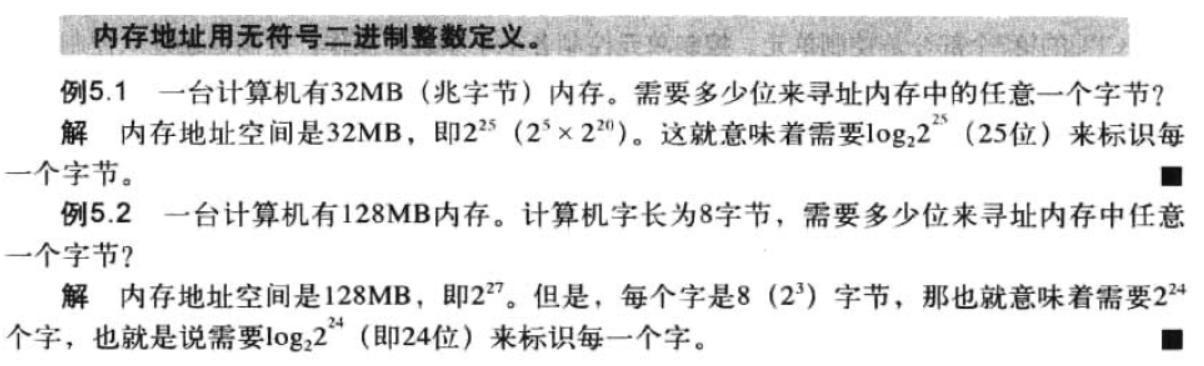 内存地址用无符号二进制整数定义。
例5.1 一台计算机有32MB（兆字节）内存。需要多少位来寻址内存中的任意一个字节？
解 内存地址空间是32MB，即2²⁵（2⁵×2²⁰）。这就意味着需要log₂2²⁵（25位）来标识每
一个字节。 ■
例5.2 一台计算机有128MB内存。计算机字长为8字节，需要多少位来寻址内存中任意
一个字节？
解 内存地址空间是128MB，即2²⁷。但是，每个字是8（2³）字节，那也就意味着需要2²⁴
个字，也就是说需要log₂2²⁴（即24位）来标识每一个字。 ■